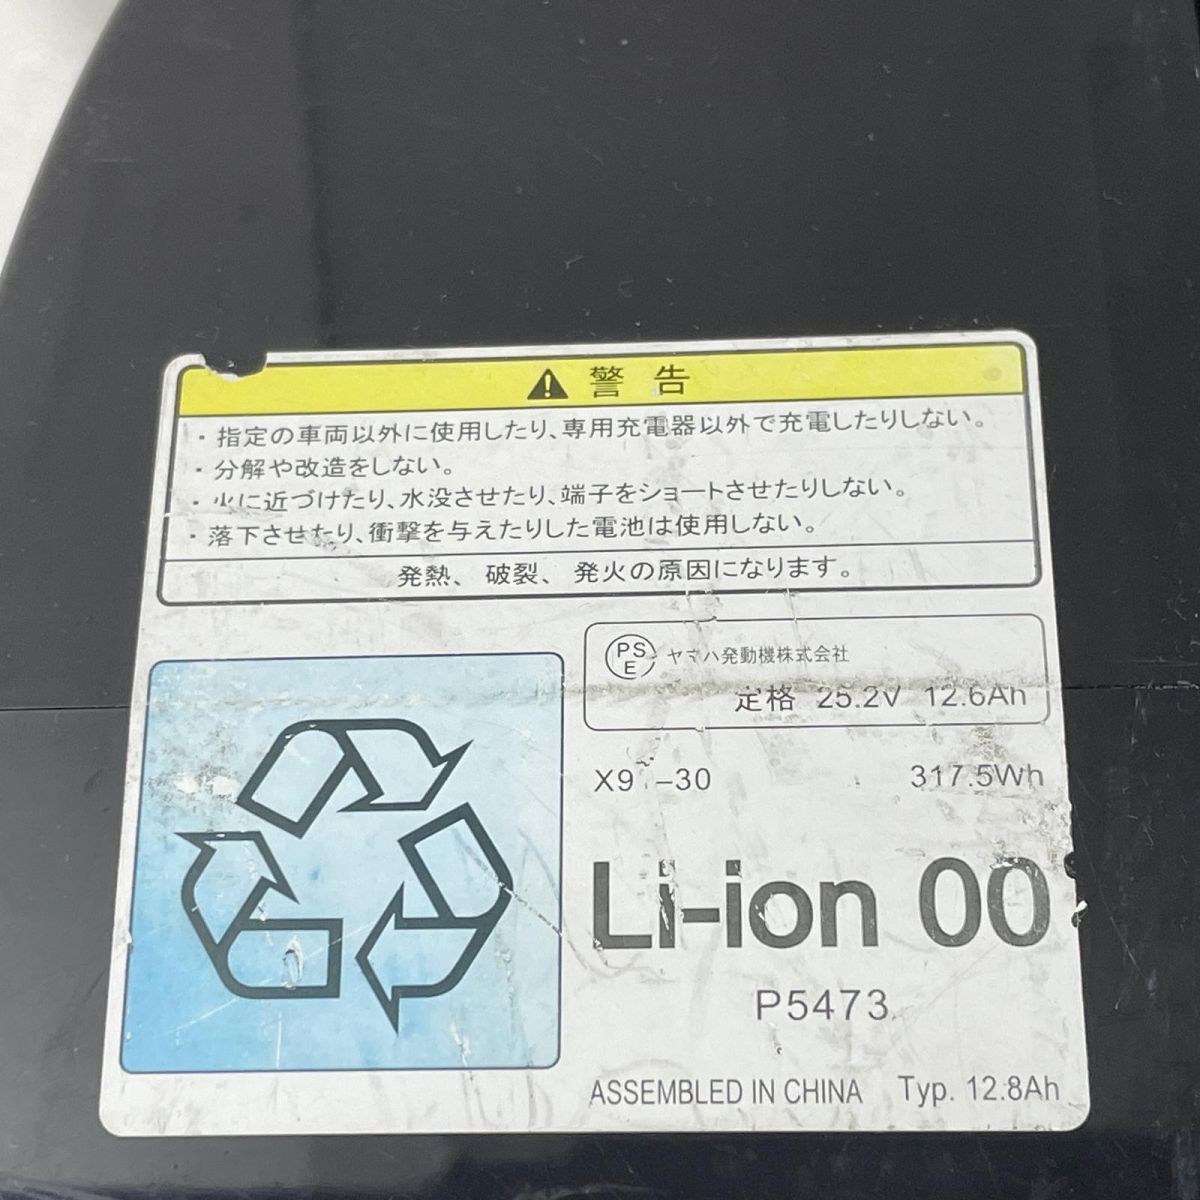 警告
・指定の車両以外に使用したり、専用充電器以外で充電したりしない。
・分解や改造をしない。
・火に近づけたり、水没させたり、端子をショートさせたりしない。
・落下させたり、衝撃を与えたりした電池は使用しない。
発熱、破裂、発火の原因になります。
PS
E
ヤマハ発動機株式会社
定格 25.2V 12.6Ah
-30 317.5Wh
Li-ion 00
P5473
ASSEMBLED IN CHINA Typ. 12.8Ah